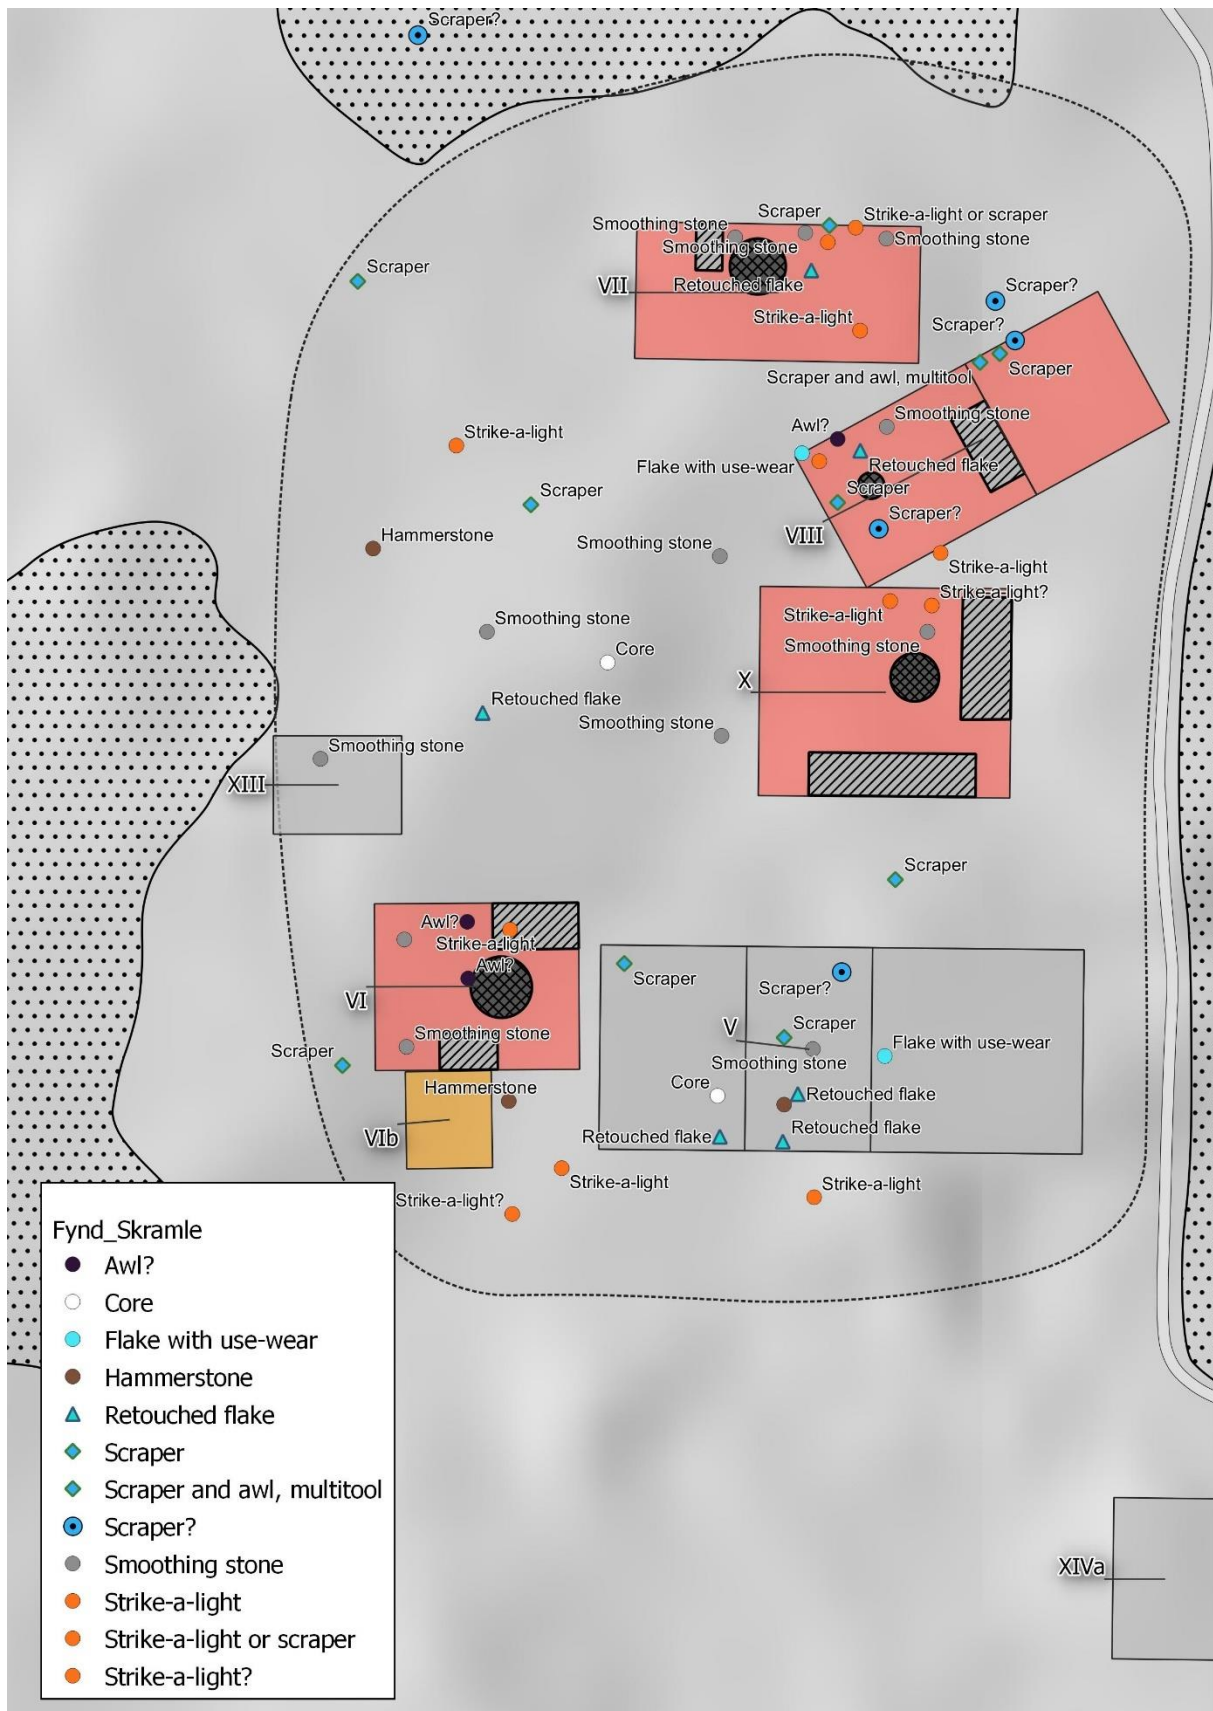 Scraper?
Scraper
Strike-a-light or scraper
Smoothing stone
Smoothing stone
Smoothing stone
Scraper
Scraper?
VII
Retouched flake
Strike-a-light
Scraper?
Scraper and awl, multitool
Scraper
Smoothing stone
Awl?
Strike-a-light
Flake with use-wear
Retouched flake
Scraper
Scraper
Scraper?
Hammerstone
VIII
Smoothing stone
Strike-a-light
Strike-a-light?
Strike-a-light
Smoothing stone
Smoothing stone
Core
X
Retouched flake
Smoothing stone
Smoothing stone
XIII
Scraper
Awl?
Strike-a-light
Awl?
Scraper
Scraper?
VI
V
Scraper
Smoothing stone
Flake with use-wear
Scraper
Smoothing stone
Core
Hammerstone
Retouched flake
VIb
Retouched flake
Retouched flake
Strike-a-light
Strike-a-light
Strike-a-light?
Fynd_Skramle
Awl?
Core
Flake with use-wear
Hammerstone
Retouched flake
Scraper
Scraper and awl, multitool
Scraper?
Smoothing stone
Strike-a-light
Strike-a-light or scraper
Strike-a-light?
XIVa